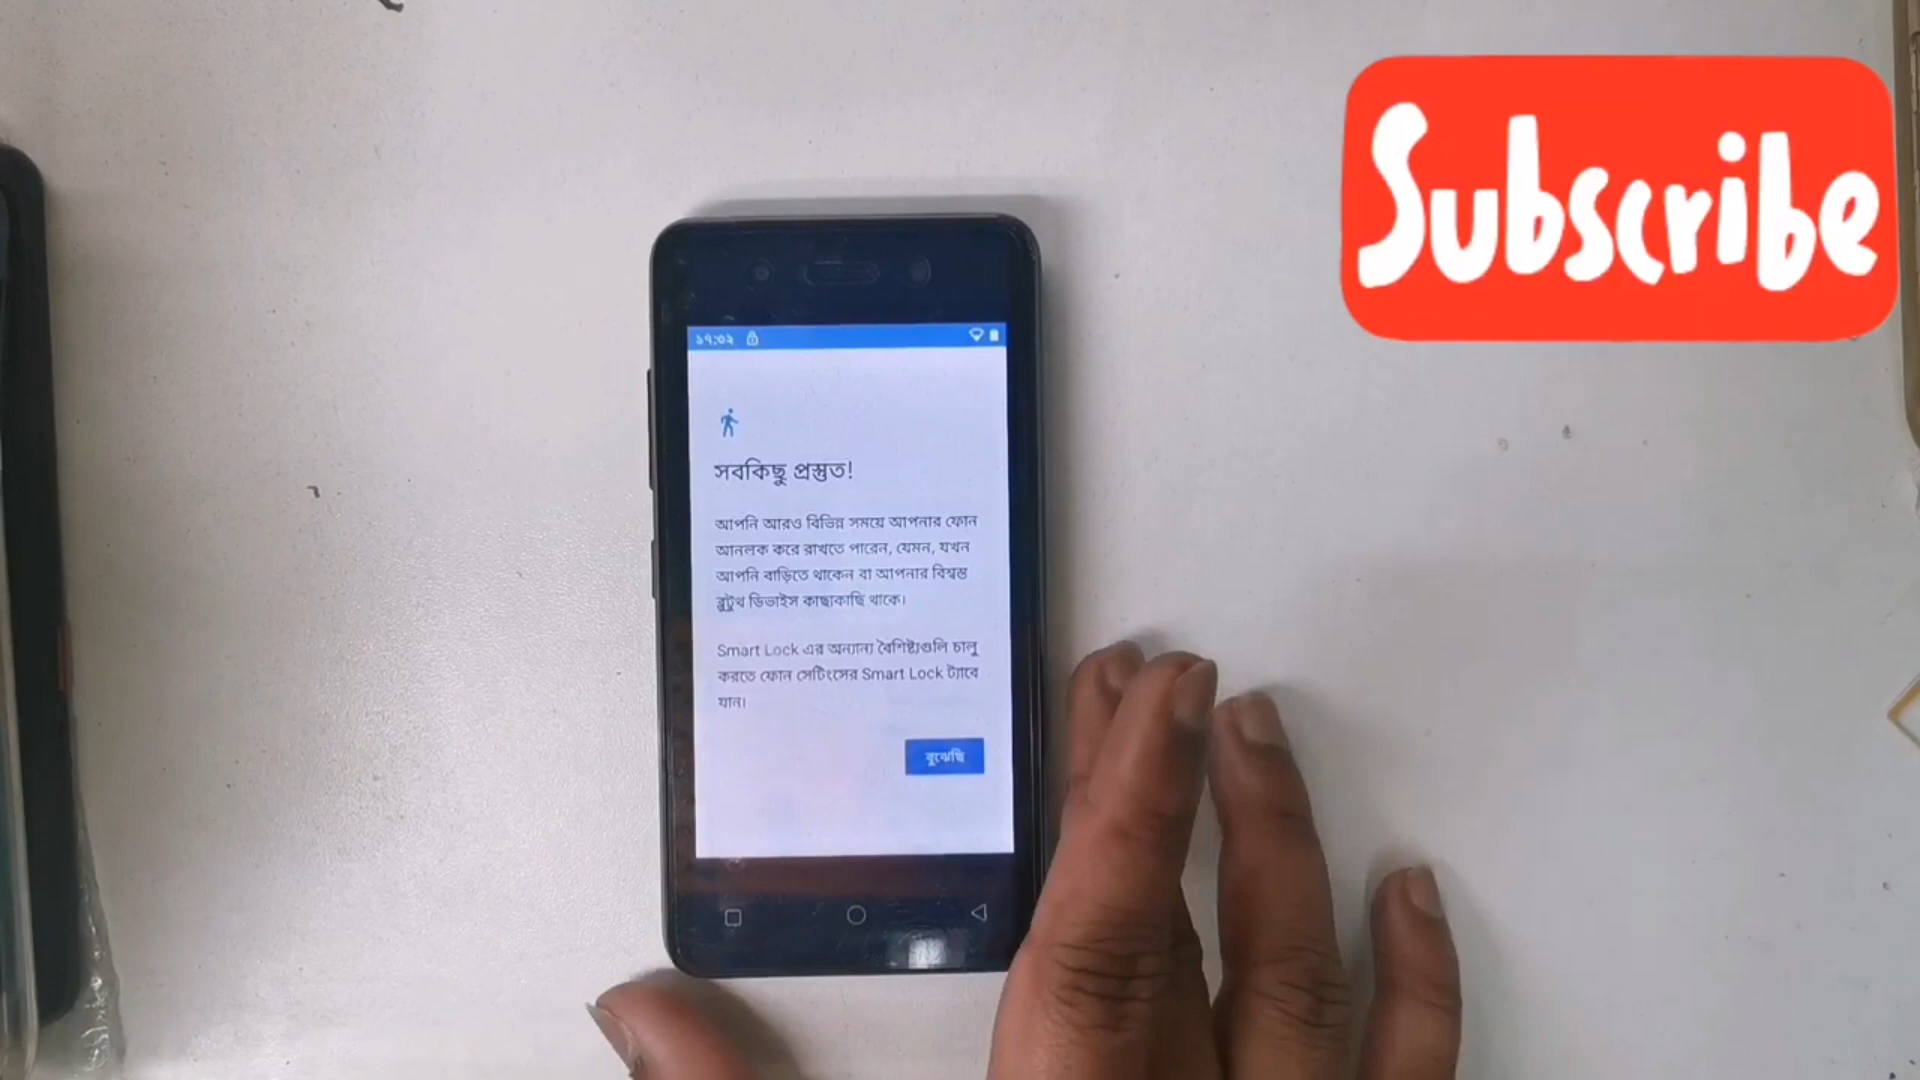 Subscribe
১৭:০২
সবকিছু প্রস্তুত!
আপনি আরও বিভিন্ন সময়ে আপনার ফোন
আনলক করে রাখতে পারেন, যেমন, যখন
আপনি বাড়িতে থাকেন বা আপনার বিশ্বস্ত
ব্লুটুথ ডিভাইস কাছাকাছি থাকে।
Smart Lock এর অন্যান্য বৈশিষ্ট্যগুলি চালু
করতে ফোন সেটিংসের Smart Lock ট্যাবে
যান।
বুঝেছি